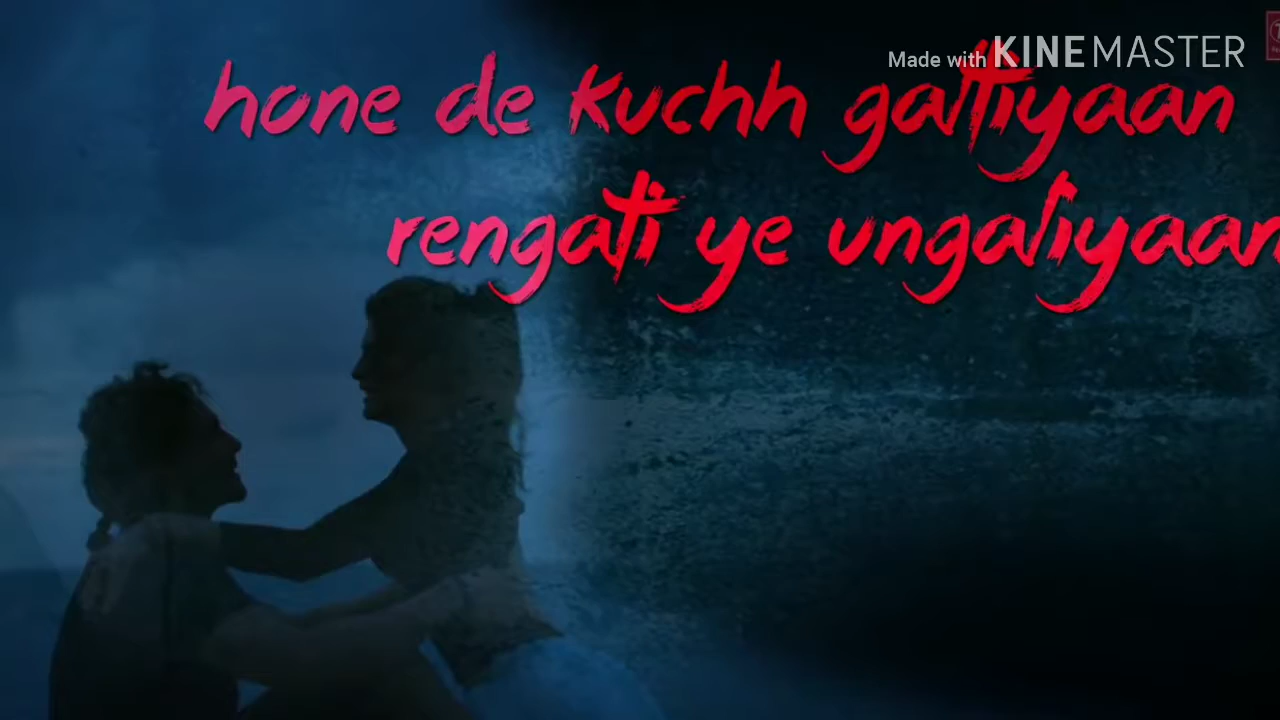 Made with KINEMASTER
hone de kuchh galtiyaan
rengati ye ungaliyaan